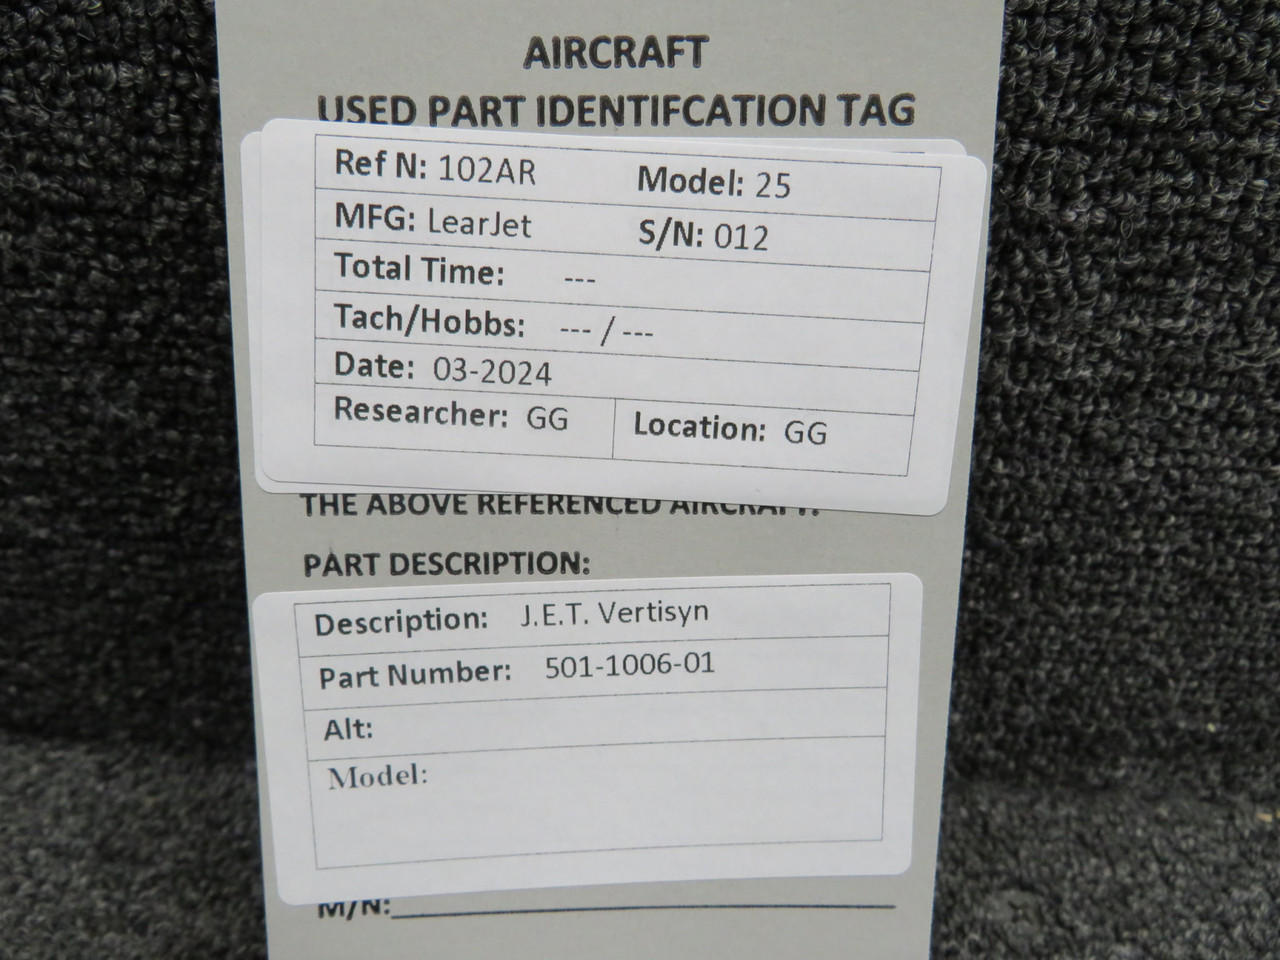 AIRCRAFT
USED PART IDENTIFCATION TAG
Ref N: 102AR Model: 25
MFG: LearJet S/N: 012
Total Time: ---
Tach/Hobbs: --- / ---
Date: 03-2024
Researcher: GG Location: GG
THE ABOVE REFERENCED AIRCRAFT.
PART DESCRIPTION:
Description: J.E.T. Vertisyn
Part Number: 501-1006-01
Alt:
Model:
M/N: